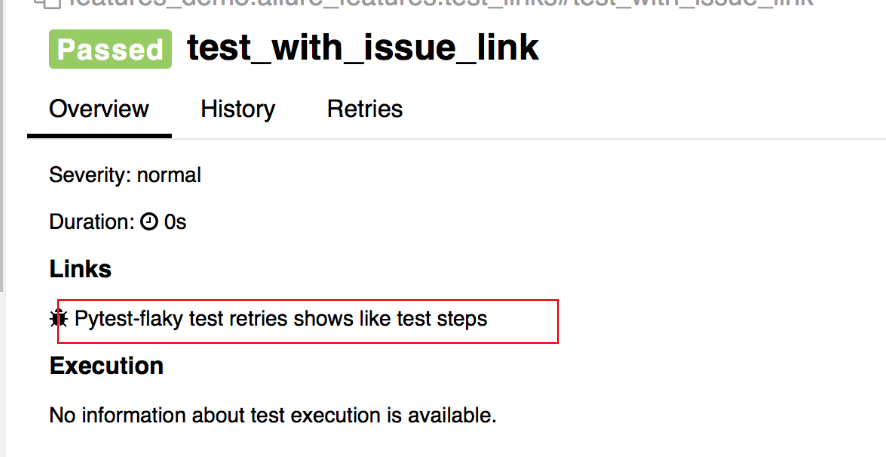 features_demo.allure_features.test_links#test_with_issue_link
Passed test_with_issue_link
Overview History Retries
Severity: normal
Duration: 0s
Links
Pytest-flaky test retries shows like test steps
Execution
No information about test execution is available.